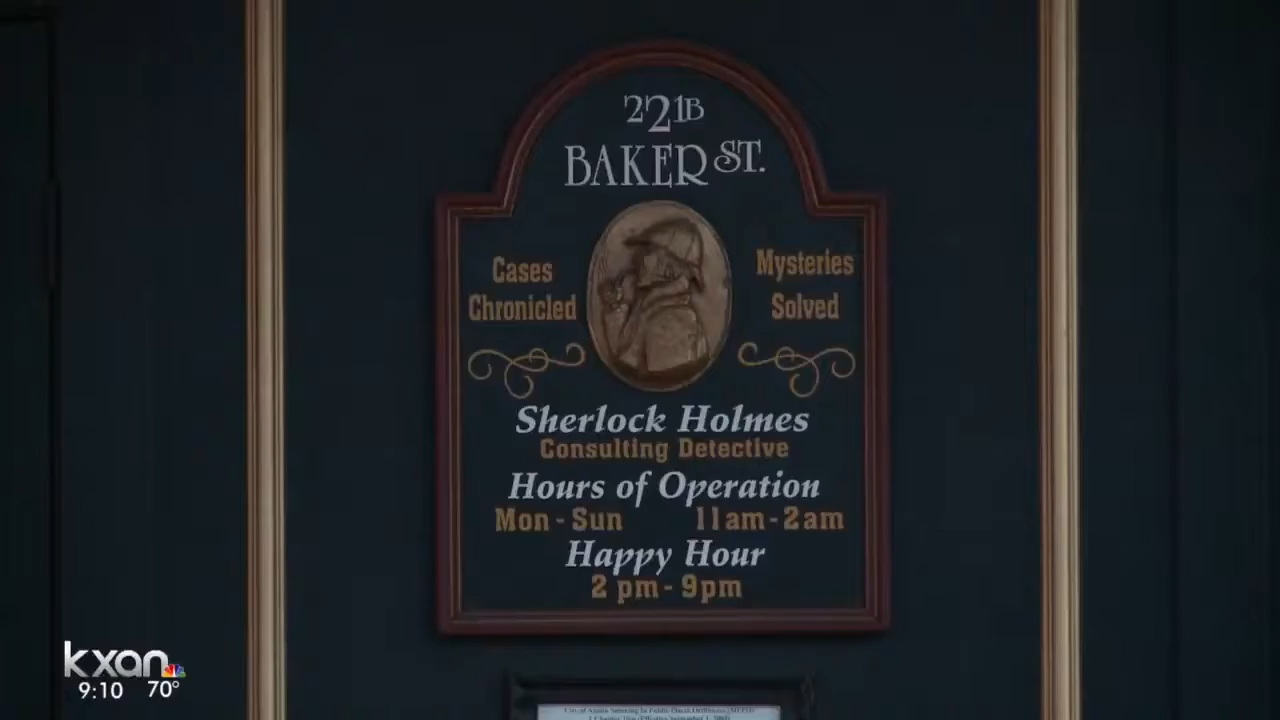 221B
BAKER ST.
Cases
Chronicled
Mysteries
Solved
Sherlock Holmes
Consulting Detective
Hours of Operation
Mon - Sun 11am - 2am
Happy Hour
2 pm - 9pm
kxan
9:10 70°